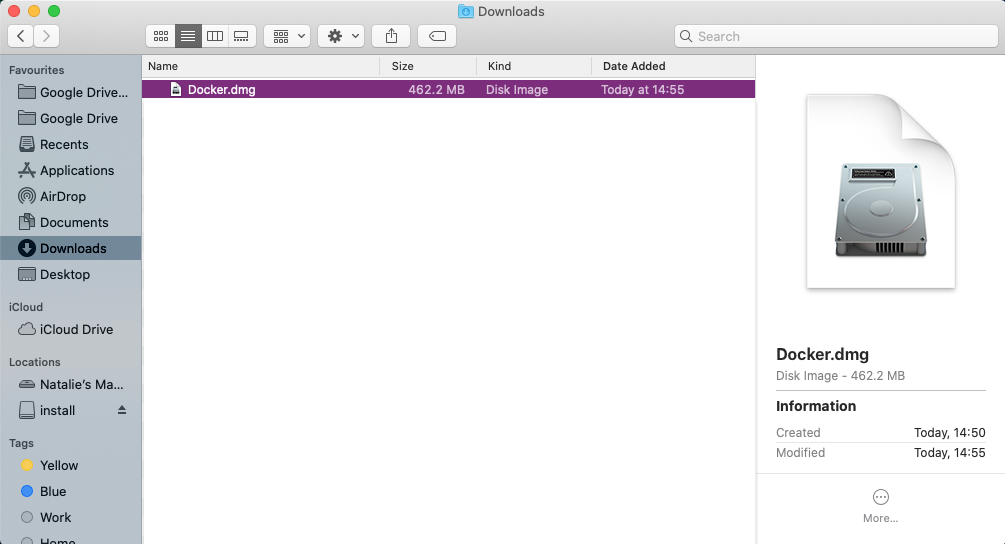 Downloads
Search
Favourites
Google Drive...
Google Drive
Recents
Applications
AirDrop
Documents
Downloads
Desktop
iCloud
iCloud Drive
Locations
Natalie's Ma...
install
Tags
Yellow
Blue
Work
Home
Name Size Kind Date Added
Docker.dmg 462.2 MB Disk Image Today at 14:55
Docker.dmg
Disk Image - 462.2 MB
Information
Created Today, 14:50
Modified Today, 14:55
More...